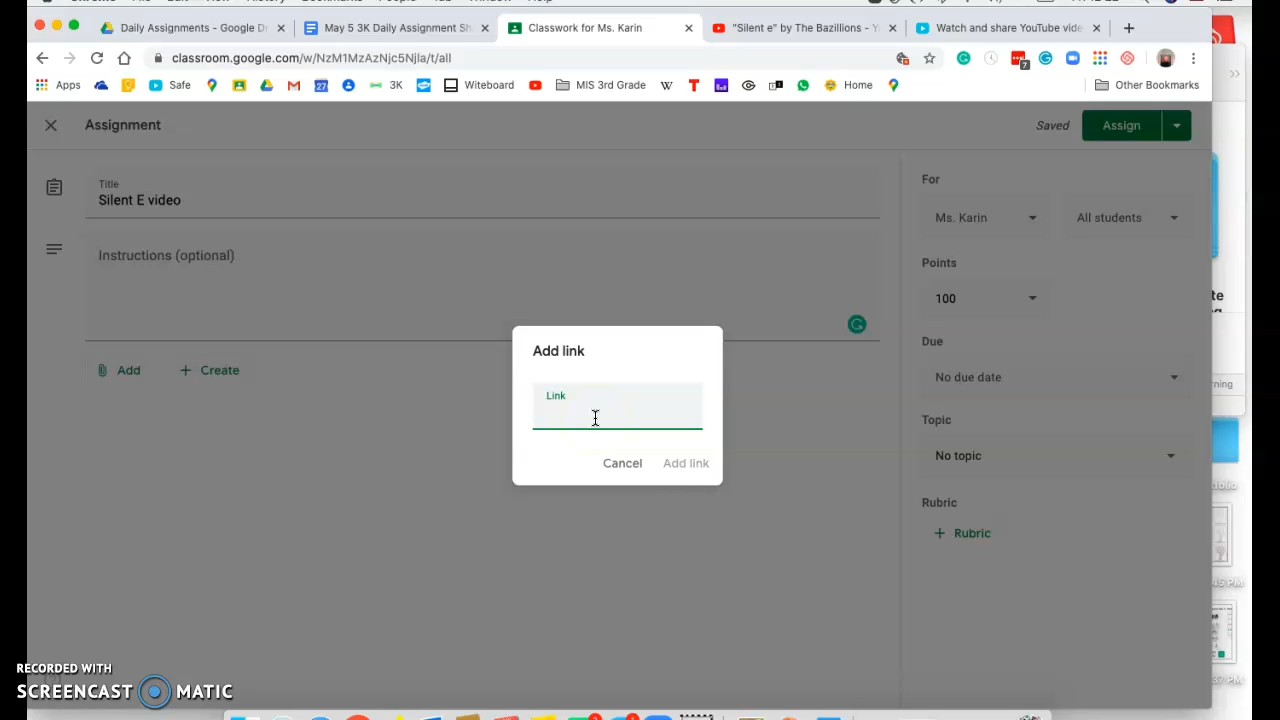 Daily Assignments - Google D
May 5 3K Daily Assignment Sh
Classwork for Ms. Karin
"Silent e" by The Bazillions - Y
Watch and share YouTube video
classroom.google.com/w/NzM1MzAzNjc5Njla/t/all
7
Apps
Safe
27
3K
Witeboard
MIS 3rd Grade
W
T
Home
Other Bookmarks
Assignment
Saved
Assign
Title
Silent E video
Instructions (optional)
Add
Create
For
Ms. Karin
All students
Points
100
Due
No due date
Topic
No topic
Rubric
Rubric
Add link
Link
Cancel
Add link
RECORDED WITH
SCREENCAST MATIC